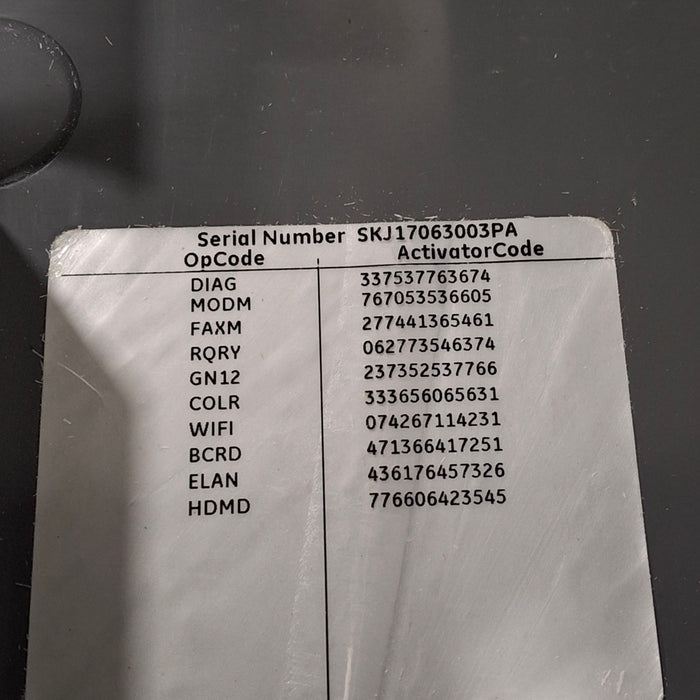 Serial Number SKJ17063003PA
OpCode ActivatorCode
DIAG 337537763674
MODM 767053536605
FAXM 277441365461
RQRY 062773546374
GN12 237352537766
COLR 333656065631
WIFI 074267114231
BCRD 471366417251
ELAN 436176457326
HDMD 776606423545